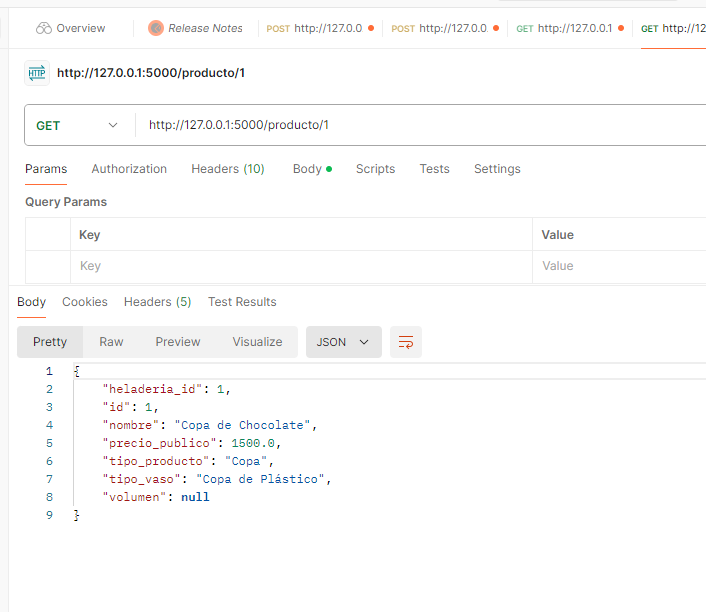 Overview Release Notes POST http://127.0.0 POST http://127.0.0 GET http://127.0.0.1 GET http://12
HTTP http://127.0.0.1:5000/producto/1
GET http://127.0.0.1:5000/producto/1
Params Authorization Headers (10) Body Scripts Tests Settings
Query Params
Key Value
Key Value
Body Cookies Headers (5) Test Results
Pretty Raw Preview Visualize JSON
1 {
2 "heladeria_id": 1,
3 "id": 1,
4 "nombre": "Copa de Chocolate",
5 "precio_publico": 1500.0,
6 "tipo_producto": "Copa",
7 "tipo_vaso": "Copa de Plástico",
8 "volumen": null
9 }